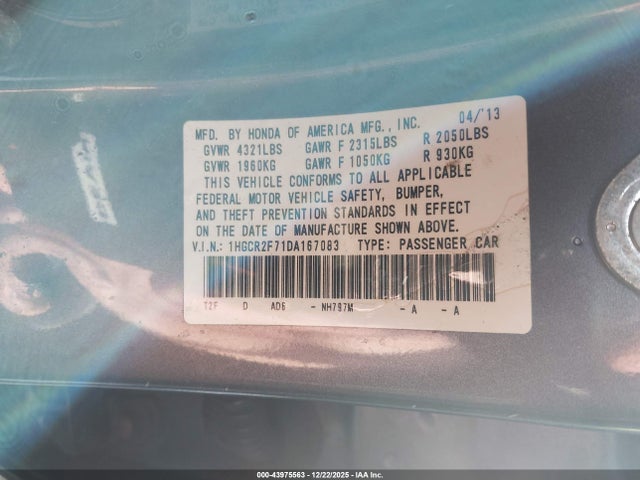 MFD. BY HONDA OF AMERICA MFG., INC. 04/'13
GVWR 4321LBS GAWR F 2315LBS R 2050LBS
GVWR 1960KG GAWR F 1050KG R 930KG
THIS VEHICLE CONFORMS TO ALL APPLICABLE
FEDERAL MOTOR VEHICLE SAFETY, BUMPER,
AND THEFT PREVENTION STANDARDS IN EFFECT
ON THE DATE OF MANUFACTURE SHOWN ABOVE.
V.I.N.: 1HGCR2F71DA167083 TYPE: PASSENGER CAR
T2F D AD6 - NH797M - A - A
000-43975563 | 12/22/2025 | IAA Inc.